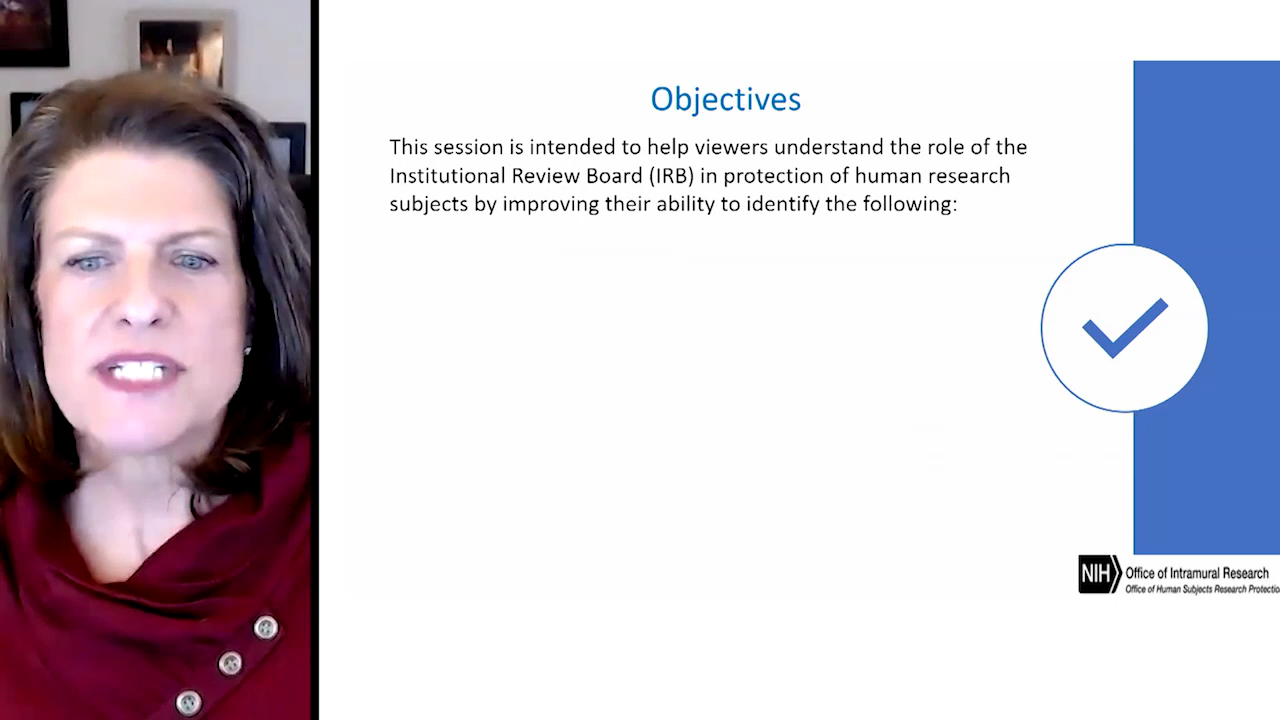 Objectives
This session is intended to help viewers understand the role of the
Institutional Review Board (IRB) in protection of human research
subjects by improving their ability to identify the following:
NIH
Office of Intramural Research
Office of Human Subjects Research Protectio